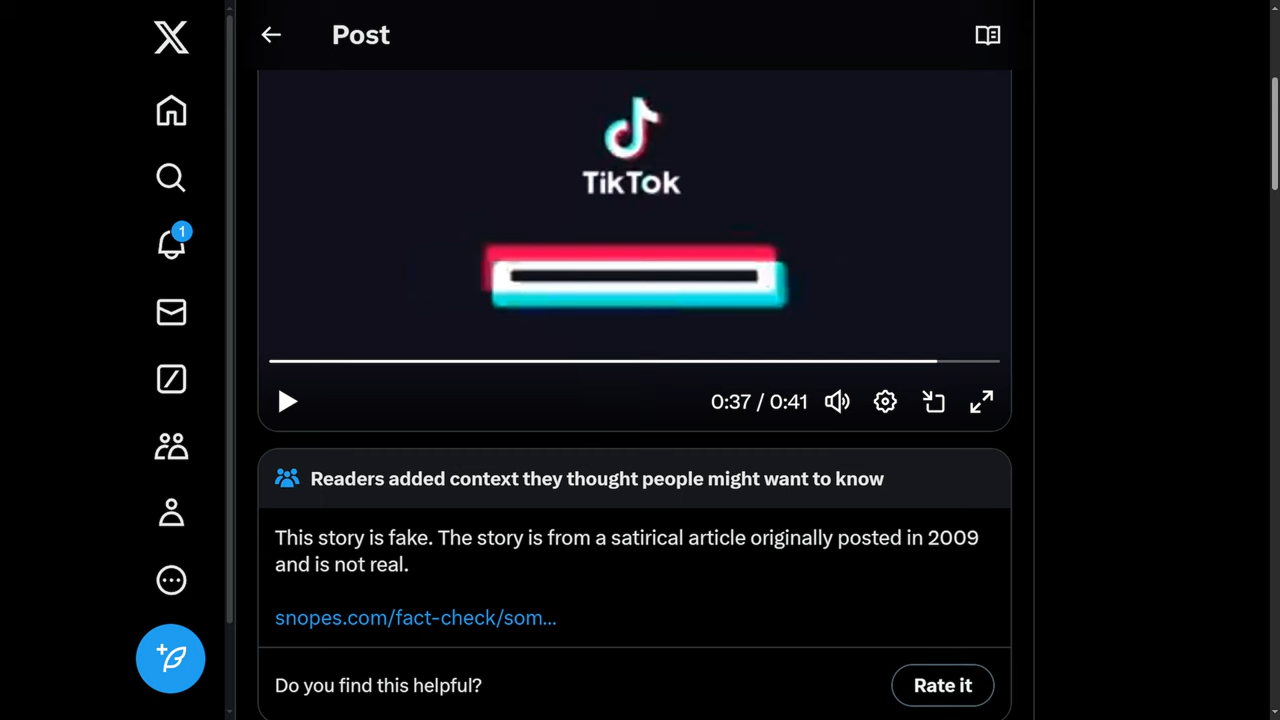 Post
TikTok
0:37 / 0:41
1
Readers added context they thought people might want to know
This story is fake. The story is from a satirical article originally posted in 2009
and is not real.
snopes.com/fact-check/som...
Do you find this helpful?
Rate it